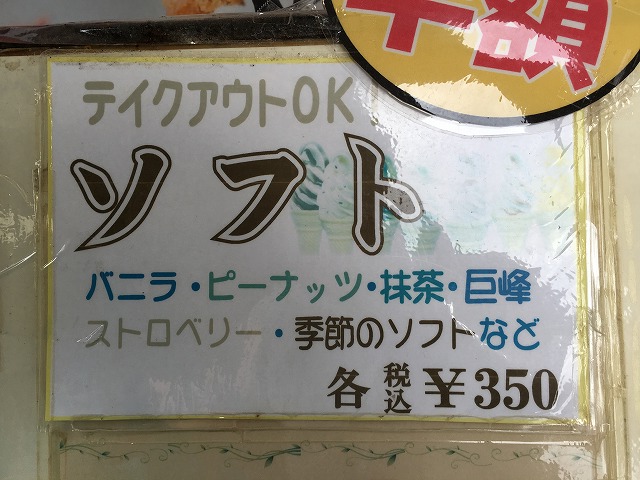 半額
テイクアウトOK
ソフト
バニラ・ピーナッツ・抹茶・巨峰
ストロベリー・季節のソフトなど
各 税込 ¥350